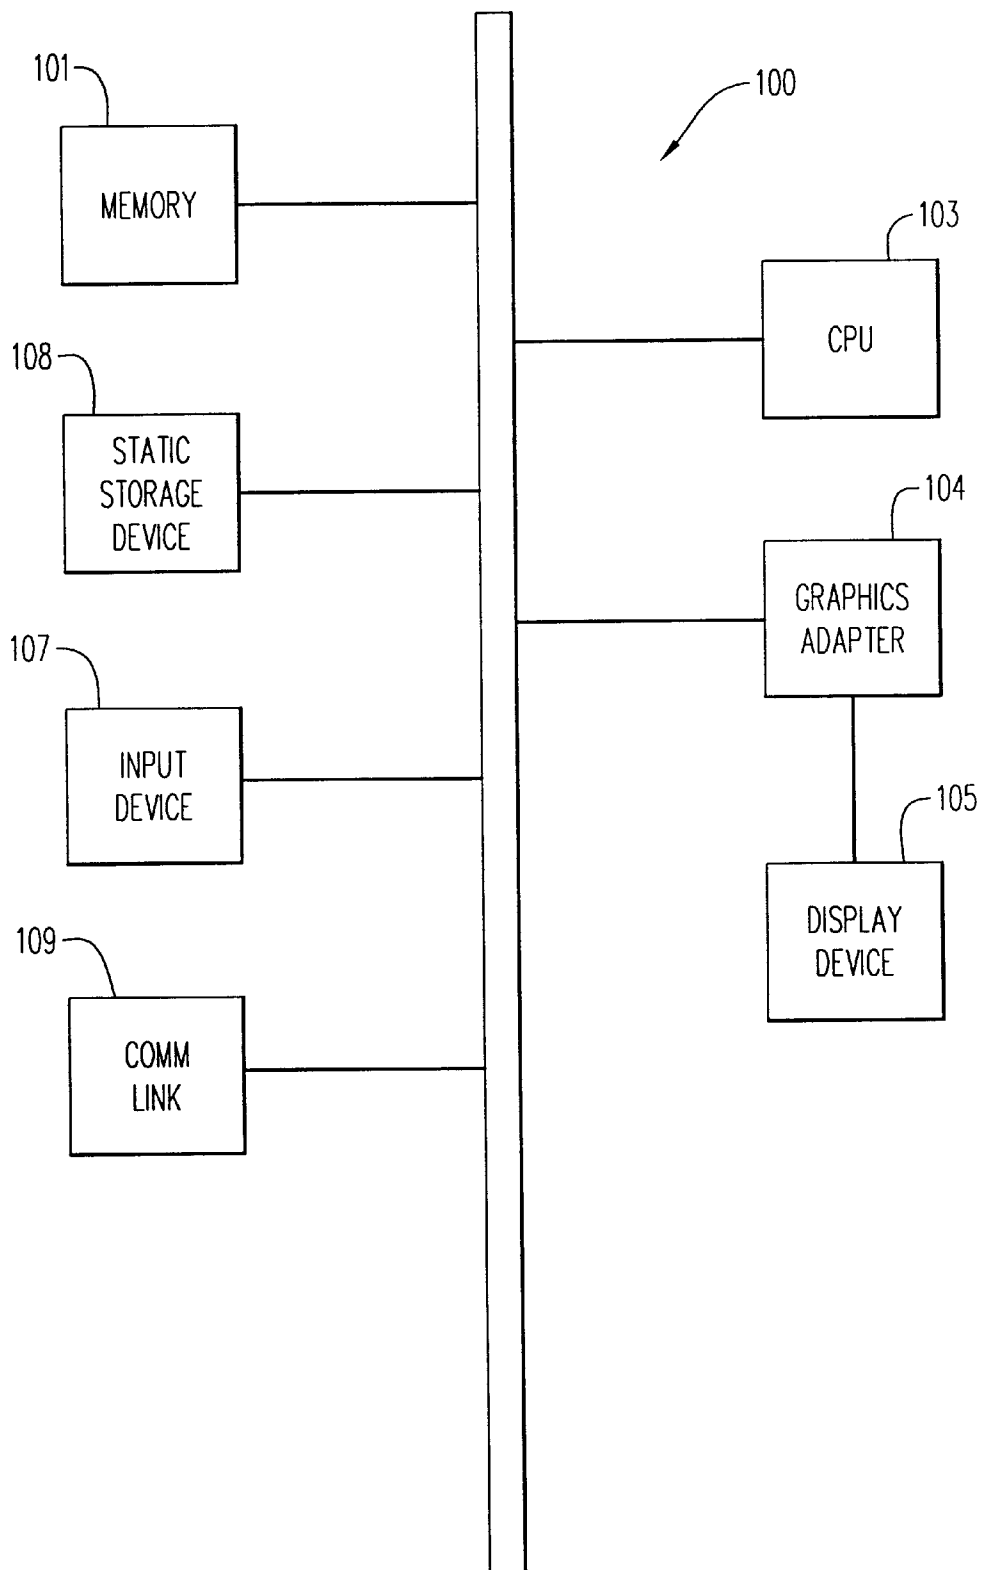 101
MEMORY
100
103
CPU
108
STATIC
STORAGE
DEVICE
104
GRAPHICS
ADAPTER
107
INPUT
DEVICE
105
DISPLAY
DEVICE
109
COMM
LINK